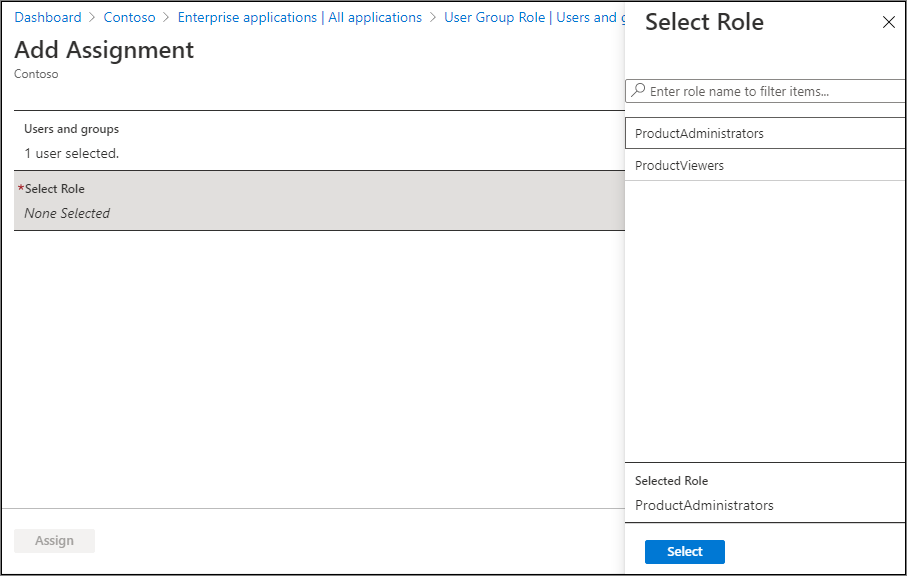 Dashboard > Contoso > Enterprise applications | All applications > User Group Role | Users and g
Add Assignment
Contoso
Users and groups
1 user selected.
*Select Role
None Selected
Assign
Select Role
Enter role name to filter items...
ProductAdministrators
ProductViewers
Selected Role
ProductAdministrators
Select